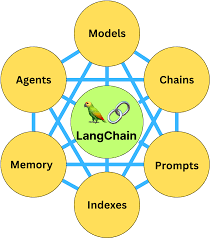 Models
Agents
Chains
LangChain
Memory
Prompts
Indexes